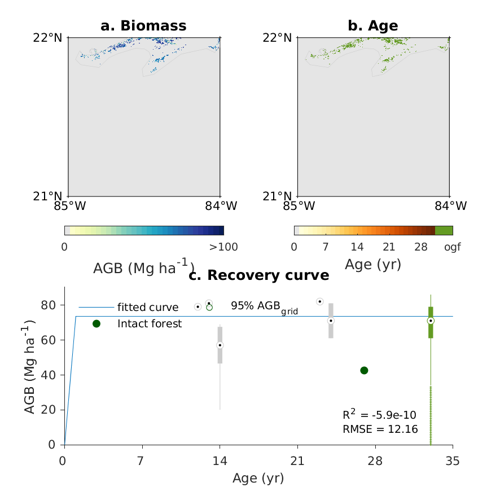 a. Biomass
b. Age
22°N
22°N
21°N
21°N
85°W
84°W
85°W
84°W
0
>100
0
7
14
21
28
ogf
AGB (Mg ha⁻¹)
Age (yr)
c. Recovery curve
fitted curve
95% AGB_grid
Intact forest
AGB (Mg ha⁻¹)
80
60
40
20
0
R² = -5.9e-10
RMSE = 12.16
0
7
14
21
28
35
Age (yr)